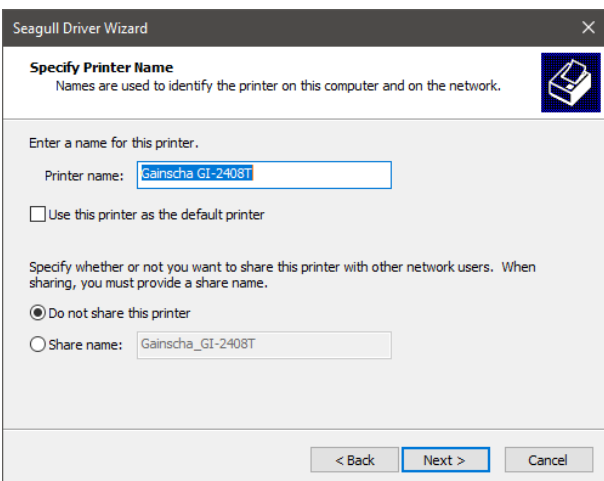 Seagull Driver Wizard
Specify Printer Name
Names are used to identify the printer on this computer and on the network.
Enter a name for this printer.
Printer name: Gainscha GI-2408T
Use this printer as the default printer
Specify whether or not you want to share this printer with other network users. When
sharing, you must provide a share name.
Do not share this printer
Share name: Gainscha_GI-2408T
< Back Next > Cancel